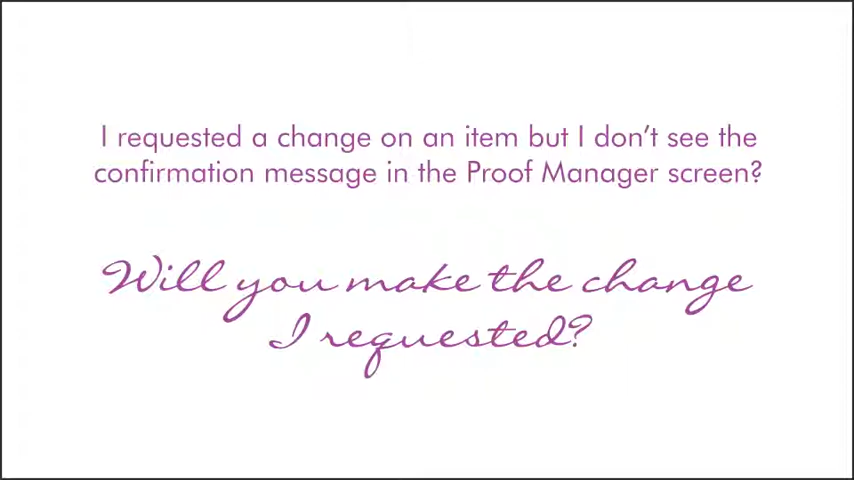 I requested a change on an item but I don't see the
confirmation message in the Proof Manager screen?
Will you make the change
I requested?